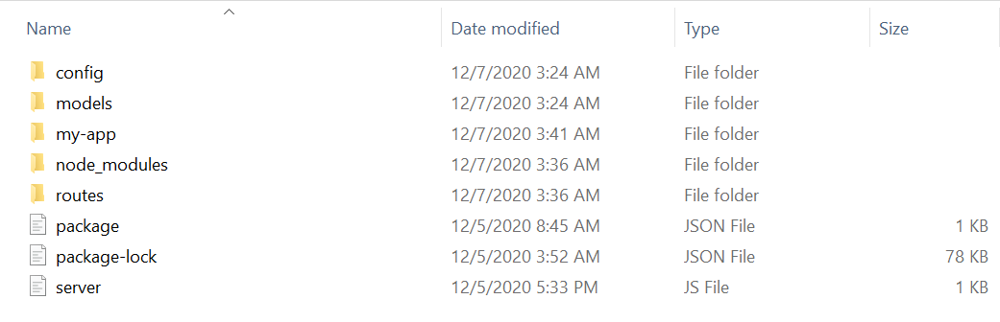 Name Date modified Type Size
config 12/7/2020 3:24 AM File folder
models 12/7/2020 3:24 AM File folder
my-app 12/7/2020 3:41 AM File folder
node_modules 12/7/2020 3:36 AM File folder
routes 12/7/2020 3:36 AM File folder
package 12/5/2020 8:45 AM JSON File 1 KB
package-lock 12/5/2020 3:52 AM JSON File 78 KB
server 12/5/2020 5:33 PM JS File 1 KB